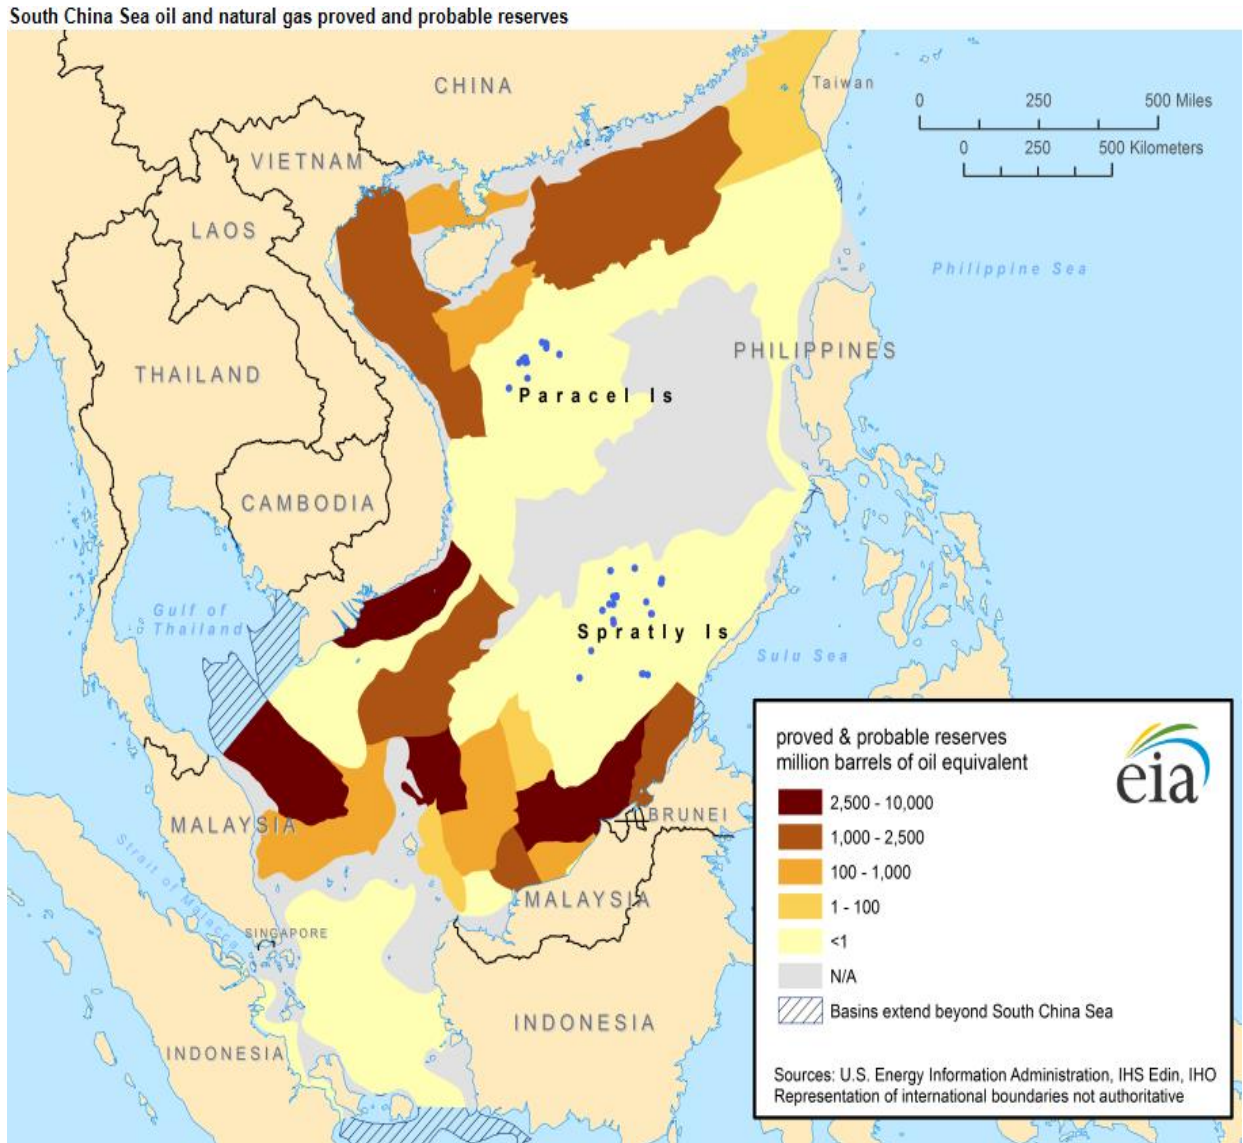 South China Sea oil and natural gas proved and probable reserves
CHINA
Taiwan
0 250 500 Miles
0 250 500 Kilometers
VIETNAM
LAOS
Philippine Sea
THAILAND
PHILIPPINES
Paracel Is
CAMBODIA
Gulf of
Thailand
Spratly Is
Sulu Sea
MALAYSIA
BRUNEI
Strait of Malacca
MALAYSIA
SINGAPORE
INDONESIA
INDONESIA
proved & probable reserves
million barrels of oil equivalent
eia
2,500 - 10,000
1,000 - 2,500
100 - 1,000
1 - 100
<1
N/A
Basins extend beyond South China Sea
Sources: U.S. Energy Information Administration, IHS Edin, IHO
Representation of international boundaries not authoritative